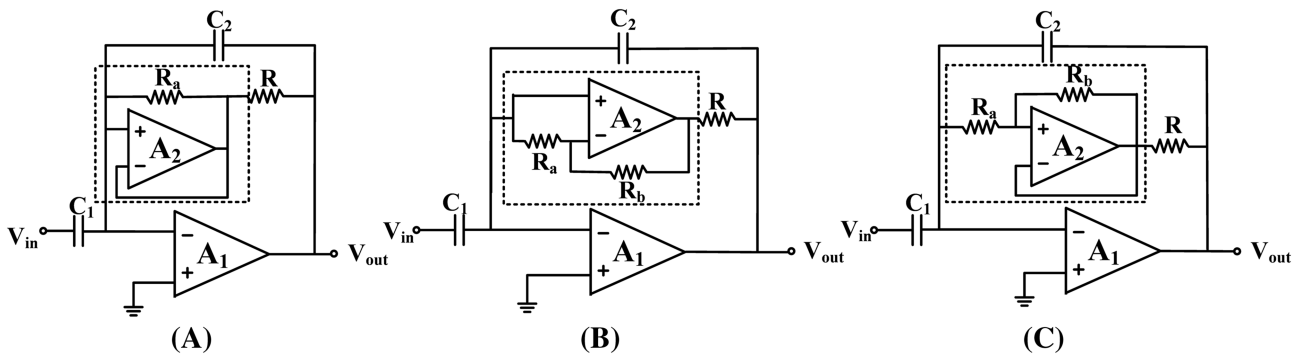 C2
Ra
R
+
A2
−
C1
Vin
−
A1
+
Vout
(A)
C2
+
A2
−
R
Ra
Rb
C1
Vin
−
A1
+
Vout
(B)
C2
Rb
Ra
+
A2
−
R
C1
Vin
−
A1
+
Vout
(C)